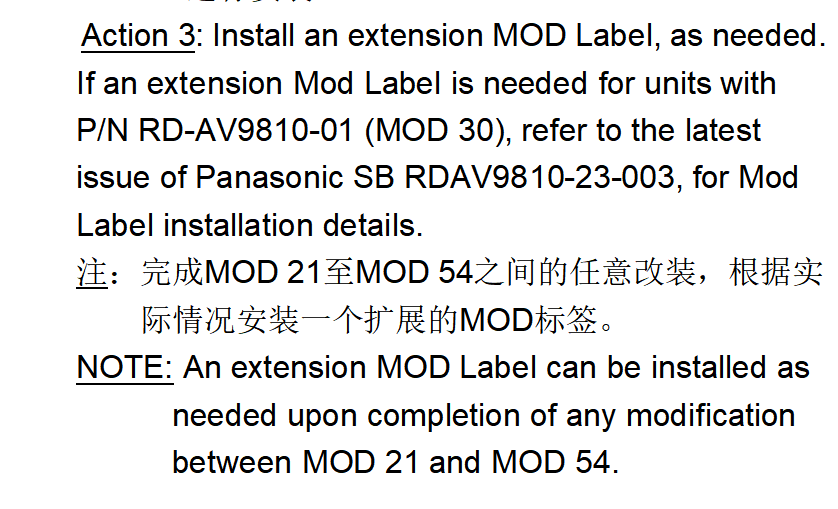 Action 3: Install an extension MOD Label, as needed.
If an extension Mod Label is needed for units with
P/N RD-AV9810-01 (MOD 30), refer to the latest
issue of Panasonic SB RDAV9810-23-003, for Mod
Label installation details.
注：完成MOD 21至MOD 54之间的任意改装，根据实
际情况安装一个扩展的MOD标签。
NOTE: An extension MOD Label can be installed as
needed upon completion of any modification
between MOD 21 and MOD 54.